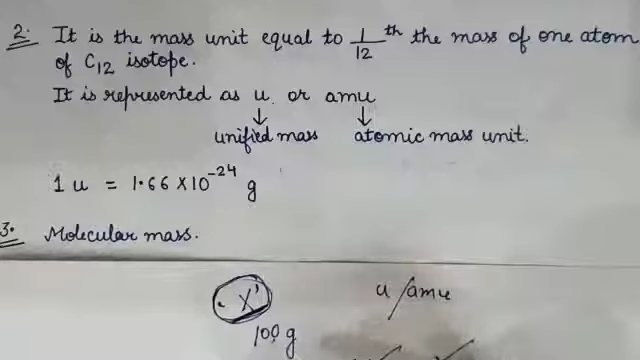 2. It is the mass unit equal to 1/12 th the mass of one atom
of C12 isotope.
It is represented as u or amu
unified mass atomic mass unit.
1 u = 1.66 × 10^-24 g
3. Molecular mass.
X'
u/amu
100 g